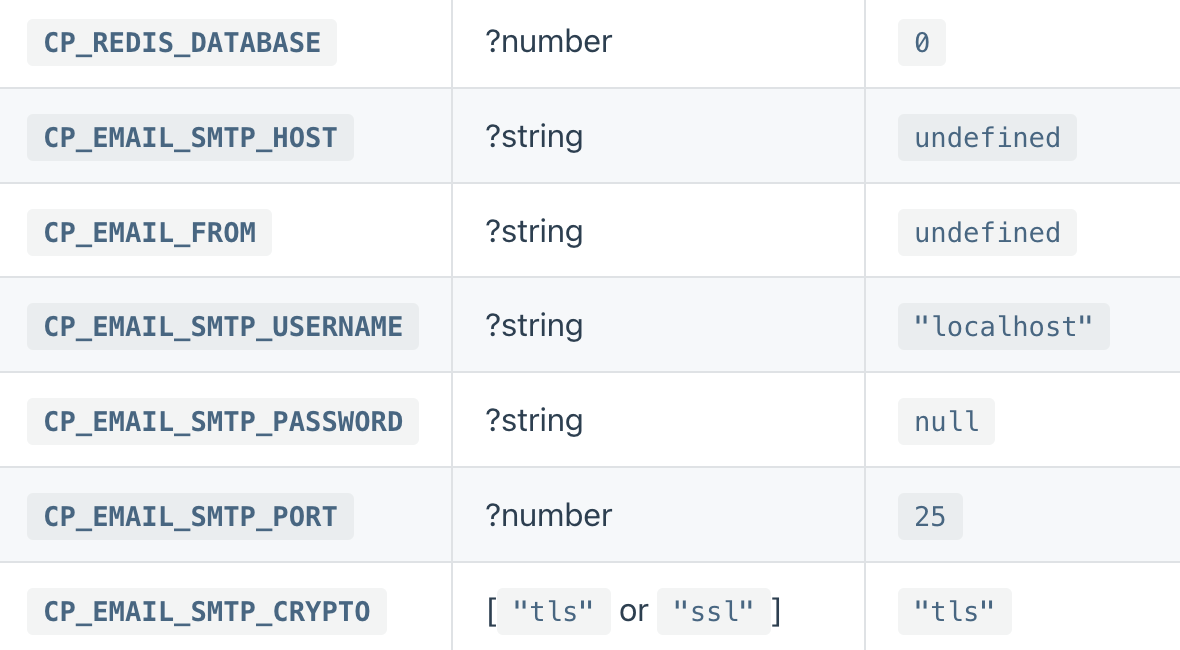 CP_REDIS_DATABASE ?number 0
CP_EMAIL_SMTP_HOST ?string undefined
CP_EMAIL_FROM ?string undefined
CP_EMAIL_SMTP_USERNAME ?string "localhost"
CP_EMAIL_SMTP_PASSWORD ?string null
CP_EMAIL_SMTP_PORT ?number 25
CP_EMAIL_SMTP_CRYPTO ["tls" or "ssl"] "tls"